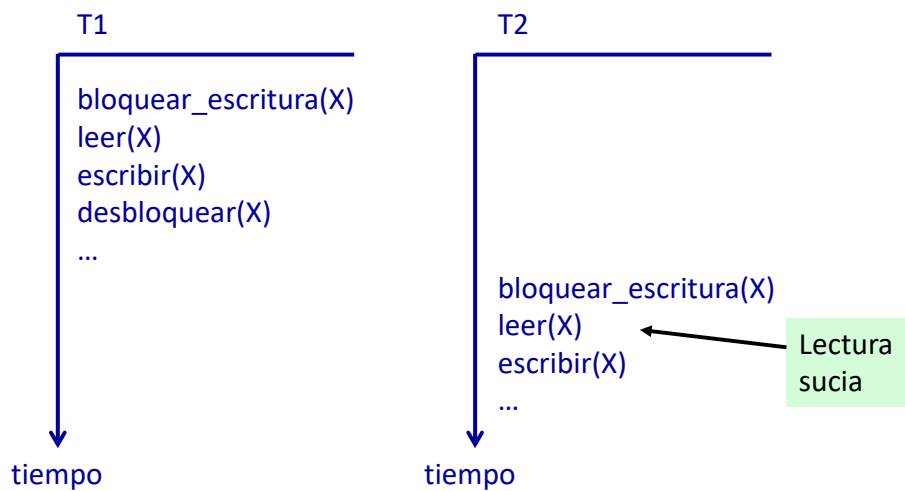 T1
bloquear_escritura(X)
leer(X)
escribir(X)
desbloquear(X)
...
tiempo
T2
bloquear_escritura(X)
leer(X)
escribir(X)
...
tiempo
Lectura
sucia